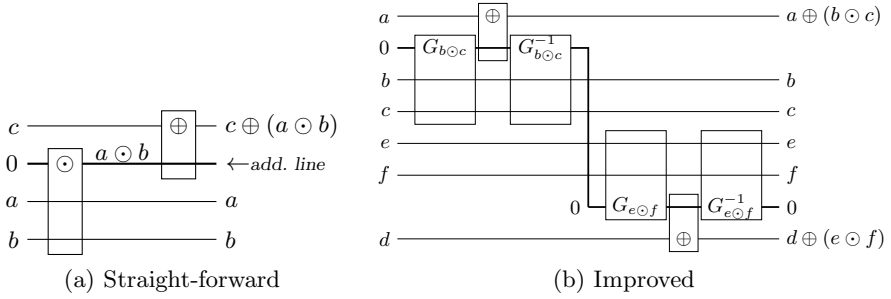 a ⊕ a ⊕ (b ⊙ c)
0 G_{b⊙c} G^{-1}_{b⊙c}
b b
c c
e e
f f
0 G_{e⊙f} G^{-1}_{e⊙f} 0
d ⊕ d ⊕ (e ⊙ f)
(b) Improved
c ⊕ c ⊕ (a ⊙ b)
0 ⊙ a ⊙ b ←add. line
a a
b b
(a) Straight-forward